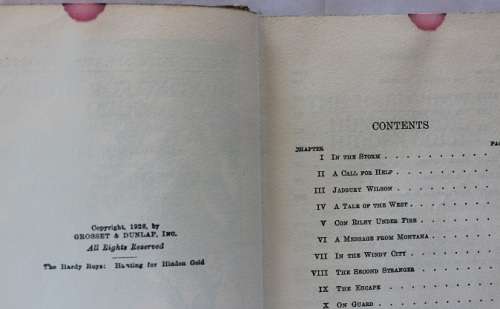 Copyright, 1928, by
GROSSET & DUNLAP, INC.
All Rights Reserved
The Hardy Boys: Hunting for Hidden Gold
CONTENTS
CHAPTER PA
I IN THE STORM
II A CALL FOR HELP
III JADBURY WILSON
IV A TALE OF THE WEST
V CON RILEY UNDER FIRE
VI A MESSAGE FROM MONTANA
VII IN THE WINDY CITY
VIII THE SECOND STRANGER
IX THE ESCAPE
X ON GUARD